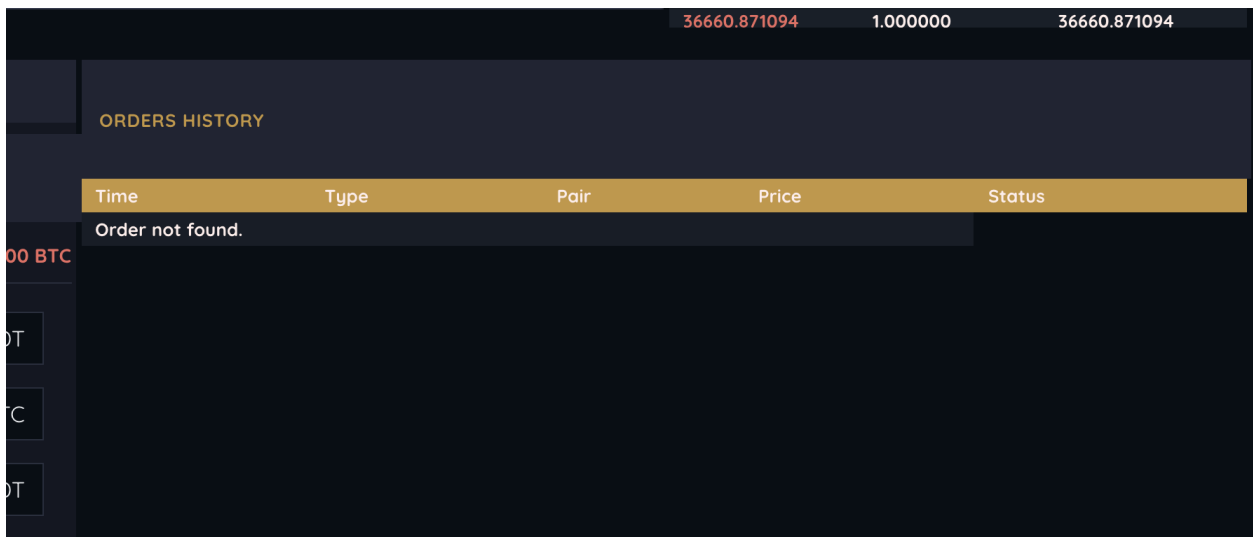 36660.871094 1.000000 36660.871094
ORDERS HISTORY
Time Type Pair Price Status
Order not found.
00 BTC